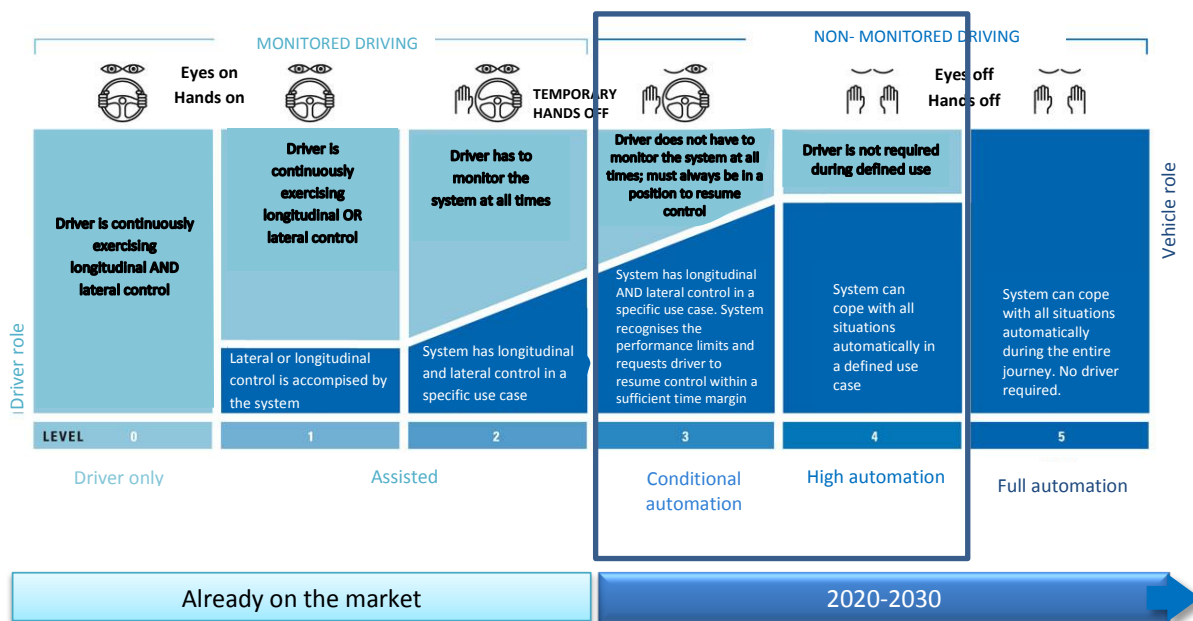 MONITORED DRIVING
NON- MONITORED DRIVING
Eyes on
Hands on
TEMPORARY
HANDS OFF
Eyes off
Hands off
Driver is continuously
exercising
longitudinal AND
lateral control
Driver is
continuously
exercising
longitudinal OR
lateral control
Driver has to
monitor the
system at all times
Driver does not have to
monitor the system at all
times; must always be in a
position to resume
control
Driver is not required
during defined use
Driver role
Vehicle role
Lateral or longitudinal
control is accompised by
the system
System has longitudinal
and lateral control in a
specific use case
System has longitudinal
AND lateral control in a
specific use case. System
recognises the
performance limits and
requests driver to
resume control within a
sufficient time margin
System can
cope with all
situations
automatically in
a defined use
case
System can cope
with all situations
automatically
during the entire
journey. No driver
required.
LEVEL 0 1 2 3 4 5
Driver only
Assisted
Conditional
automation
High automation
Full automation
Already on the market
2020-2030